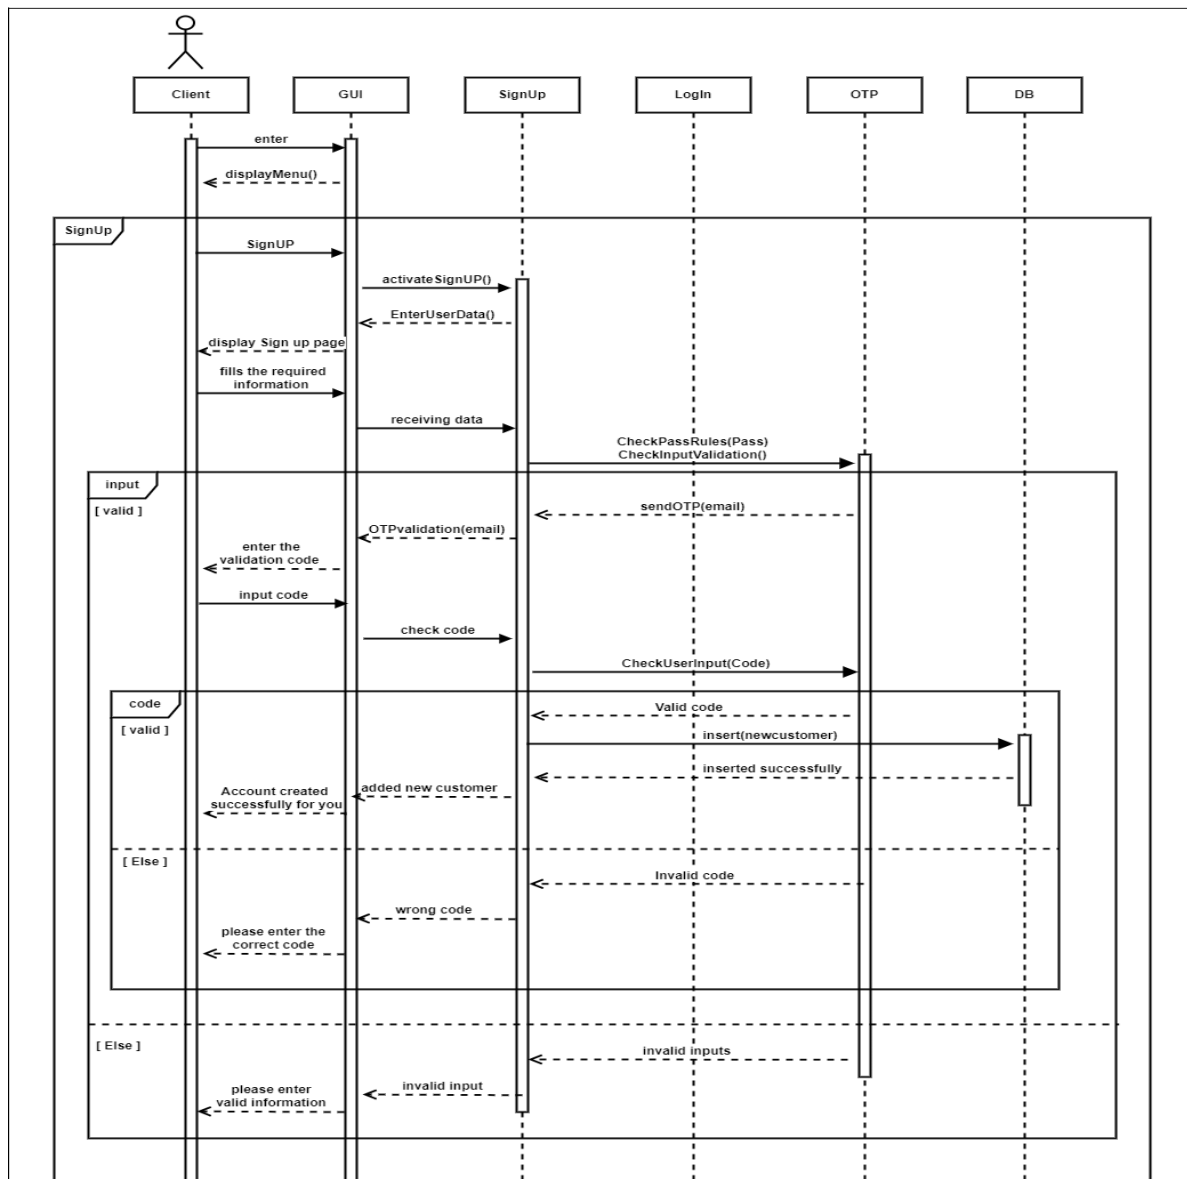 Client
GUI
SignUp
LogIn
OTP
DB
enter
displayMenu()
SignUp
SignUP
activateSignUP()
EnterUserData()
display Sign up page
fills the required
information
receiving data
CheckPassRules(Pass)
CheckInputValidation()
input
[ valid ]
sendOTP(email)
OTPvalidation(email)
enter the
validation code
input code
check code
CheckUserInput(Code)
code
[ valid ]
Valid code
insert(newcustomer)
inserted successfully
added new customer
Account created
successfully for you
[ Else ]
Invalid code
wrong code
please enter the
correct code
[ Else ]
invalid inputs
invalid input
please enter
valid information